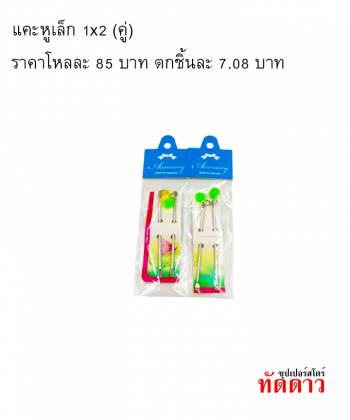 แคะหูเล็ก 1x2 (คู่)
ราคาโหลละ 85 บาท ตกชิ้นละ 7.08 บาท
Accessory
Accessory
ซุปเปอร์สโตร์
ทัดดาว